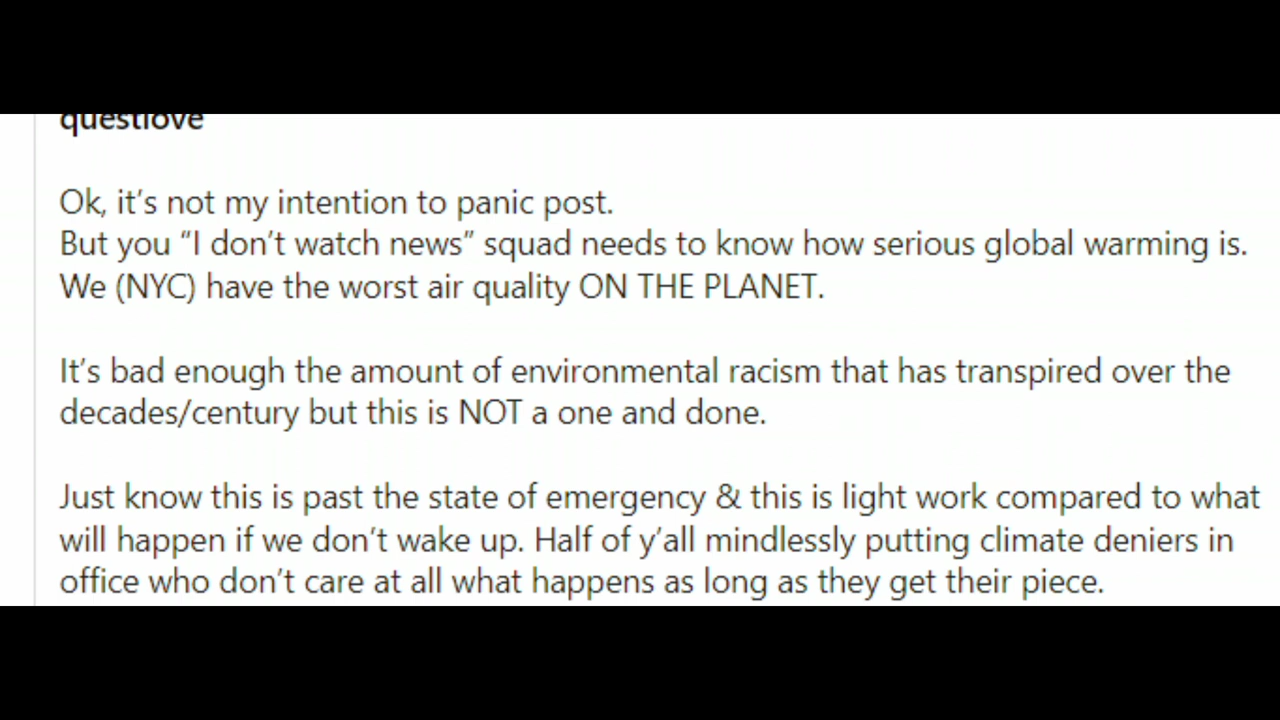 questlove
Ok, it’s not my intention to panic post.
But you “I don’t watch news” squad needs to know how serious global warming is.
We (NYC) have the worst air quality ON THE PLANET.
It’s bad enough the amount of environmental racism that has transpired over the
decades/century but this is NOT a one and done.
Just know this is past the state of emergency & this is light work compared to what
will happen if we don’t wake up. Half of y’all mindlessly putting climate deniers in
office who don’t care at all what happens as long as they get their piece.